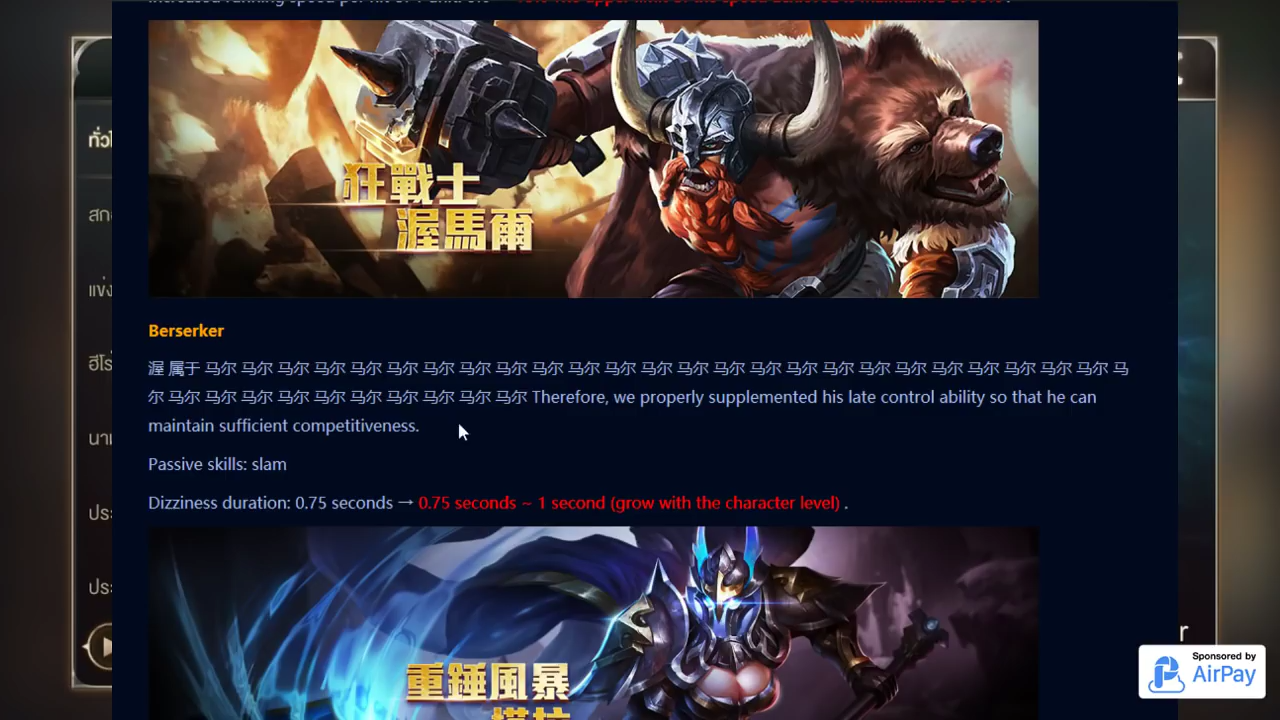 狂戰士
渥馬爾
Berserker
渥 属于 马尔 马尔 马尔 马尔 马尔 马尔 马尔 马尔 马尔 马尔 马尔 马尔 马尔 马尔 马尔 马尔 马尔 马尔 马尔 马尔 马尔 马尔 马尔 马尔 马尔 马
尔 马尔 马尔 马尔 马尔 马尔 马尔 马尔 马尔 马尔 马尔 Therefore, we properly supplemented his late control ability so that he can
maintain sufficient competitiveness.
Passive skills: slam
Dizziness duration: 0.75 seconds → 0.75 seconds ~ 1 second (grow with the character level) .
重錘風暴
Sponsored by
AirPay